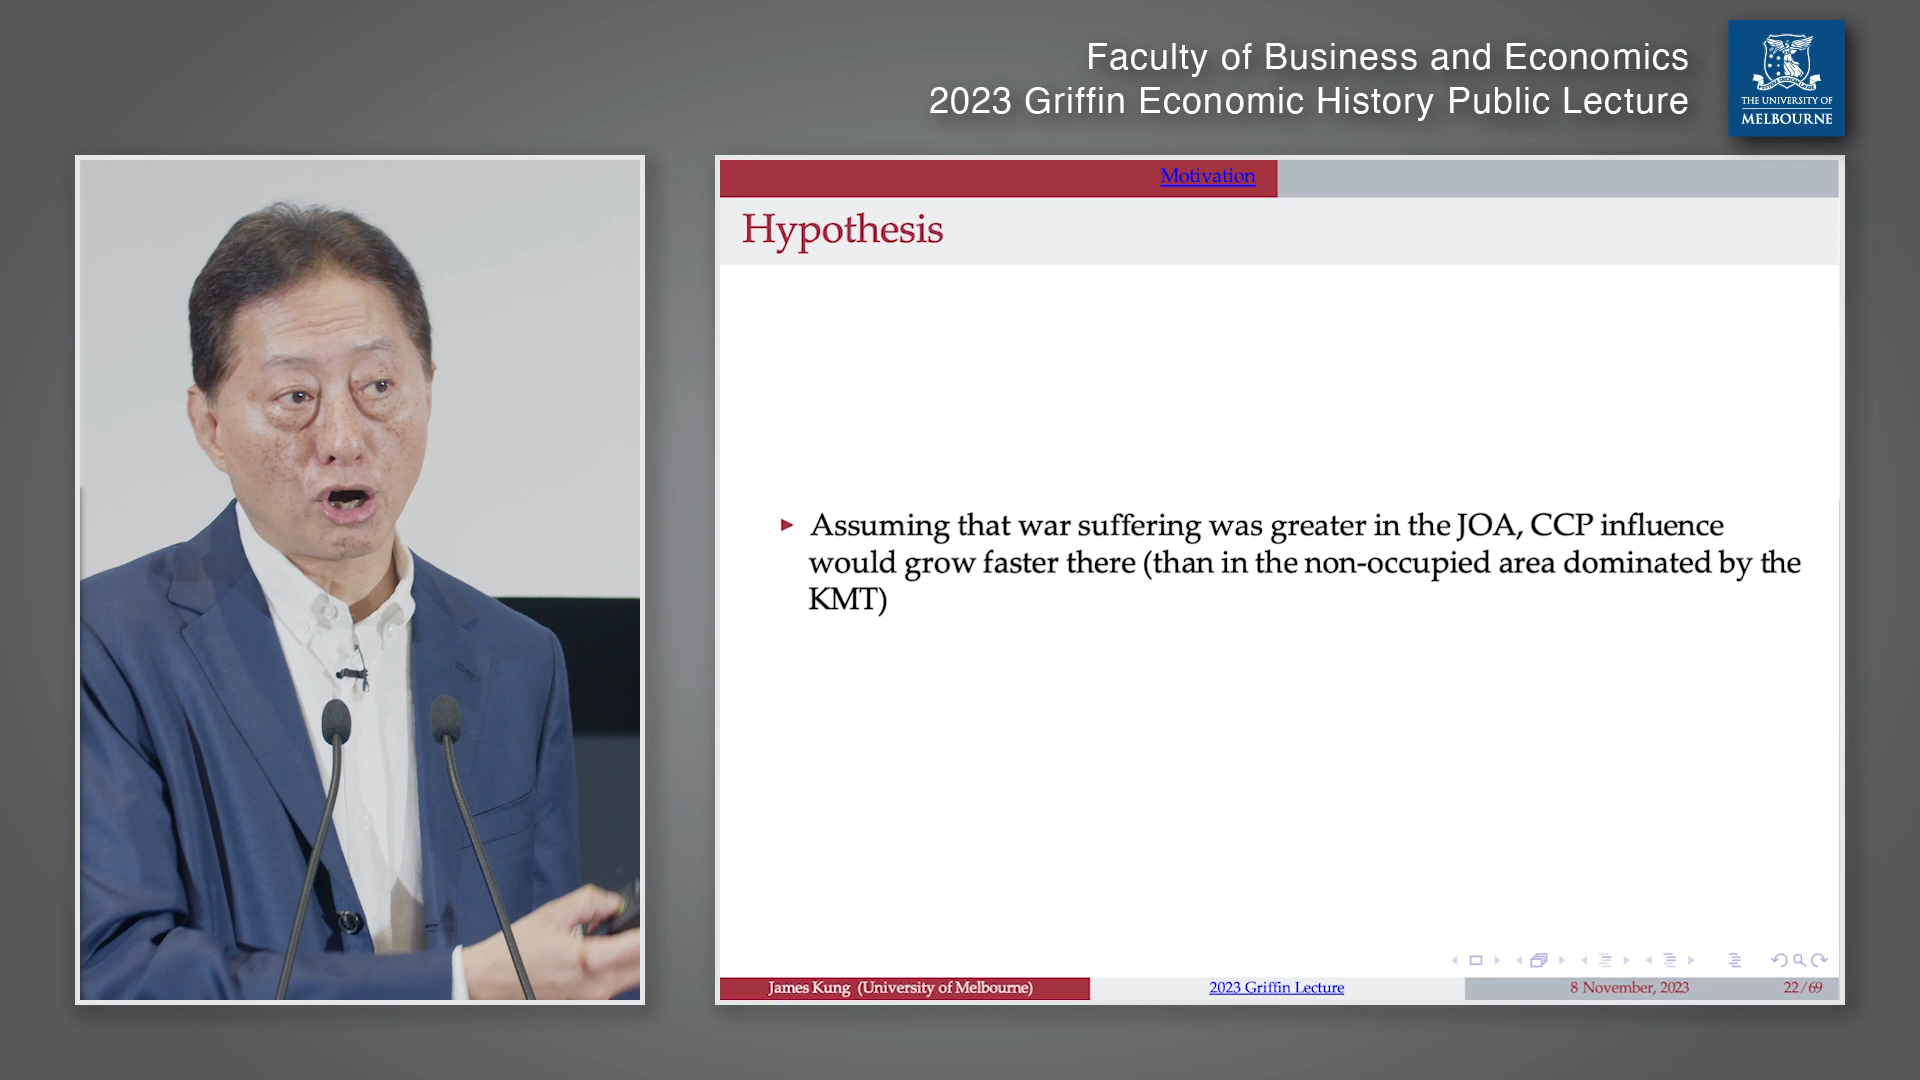 Faculty of Business and Economics
2023 Griffin Economic History Public Lecture
THE UNIVERSITY OF
MELBOURNE
Motivation
Hypothesis
Assuming that war suffering was greater in the JOA, CCP influence
would grow faster there (than in the non-occupied area dominated by the
KMT)
James Kung (University of Melbourne)
2023 Griffin Lecture
8 November, 2023
22/69